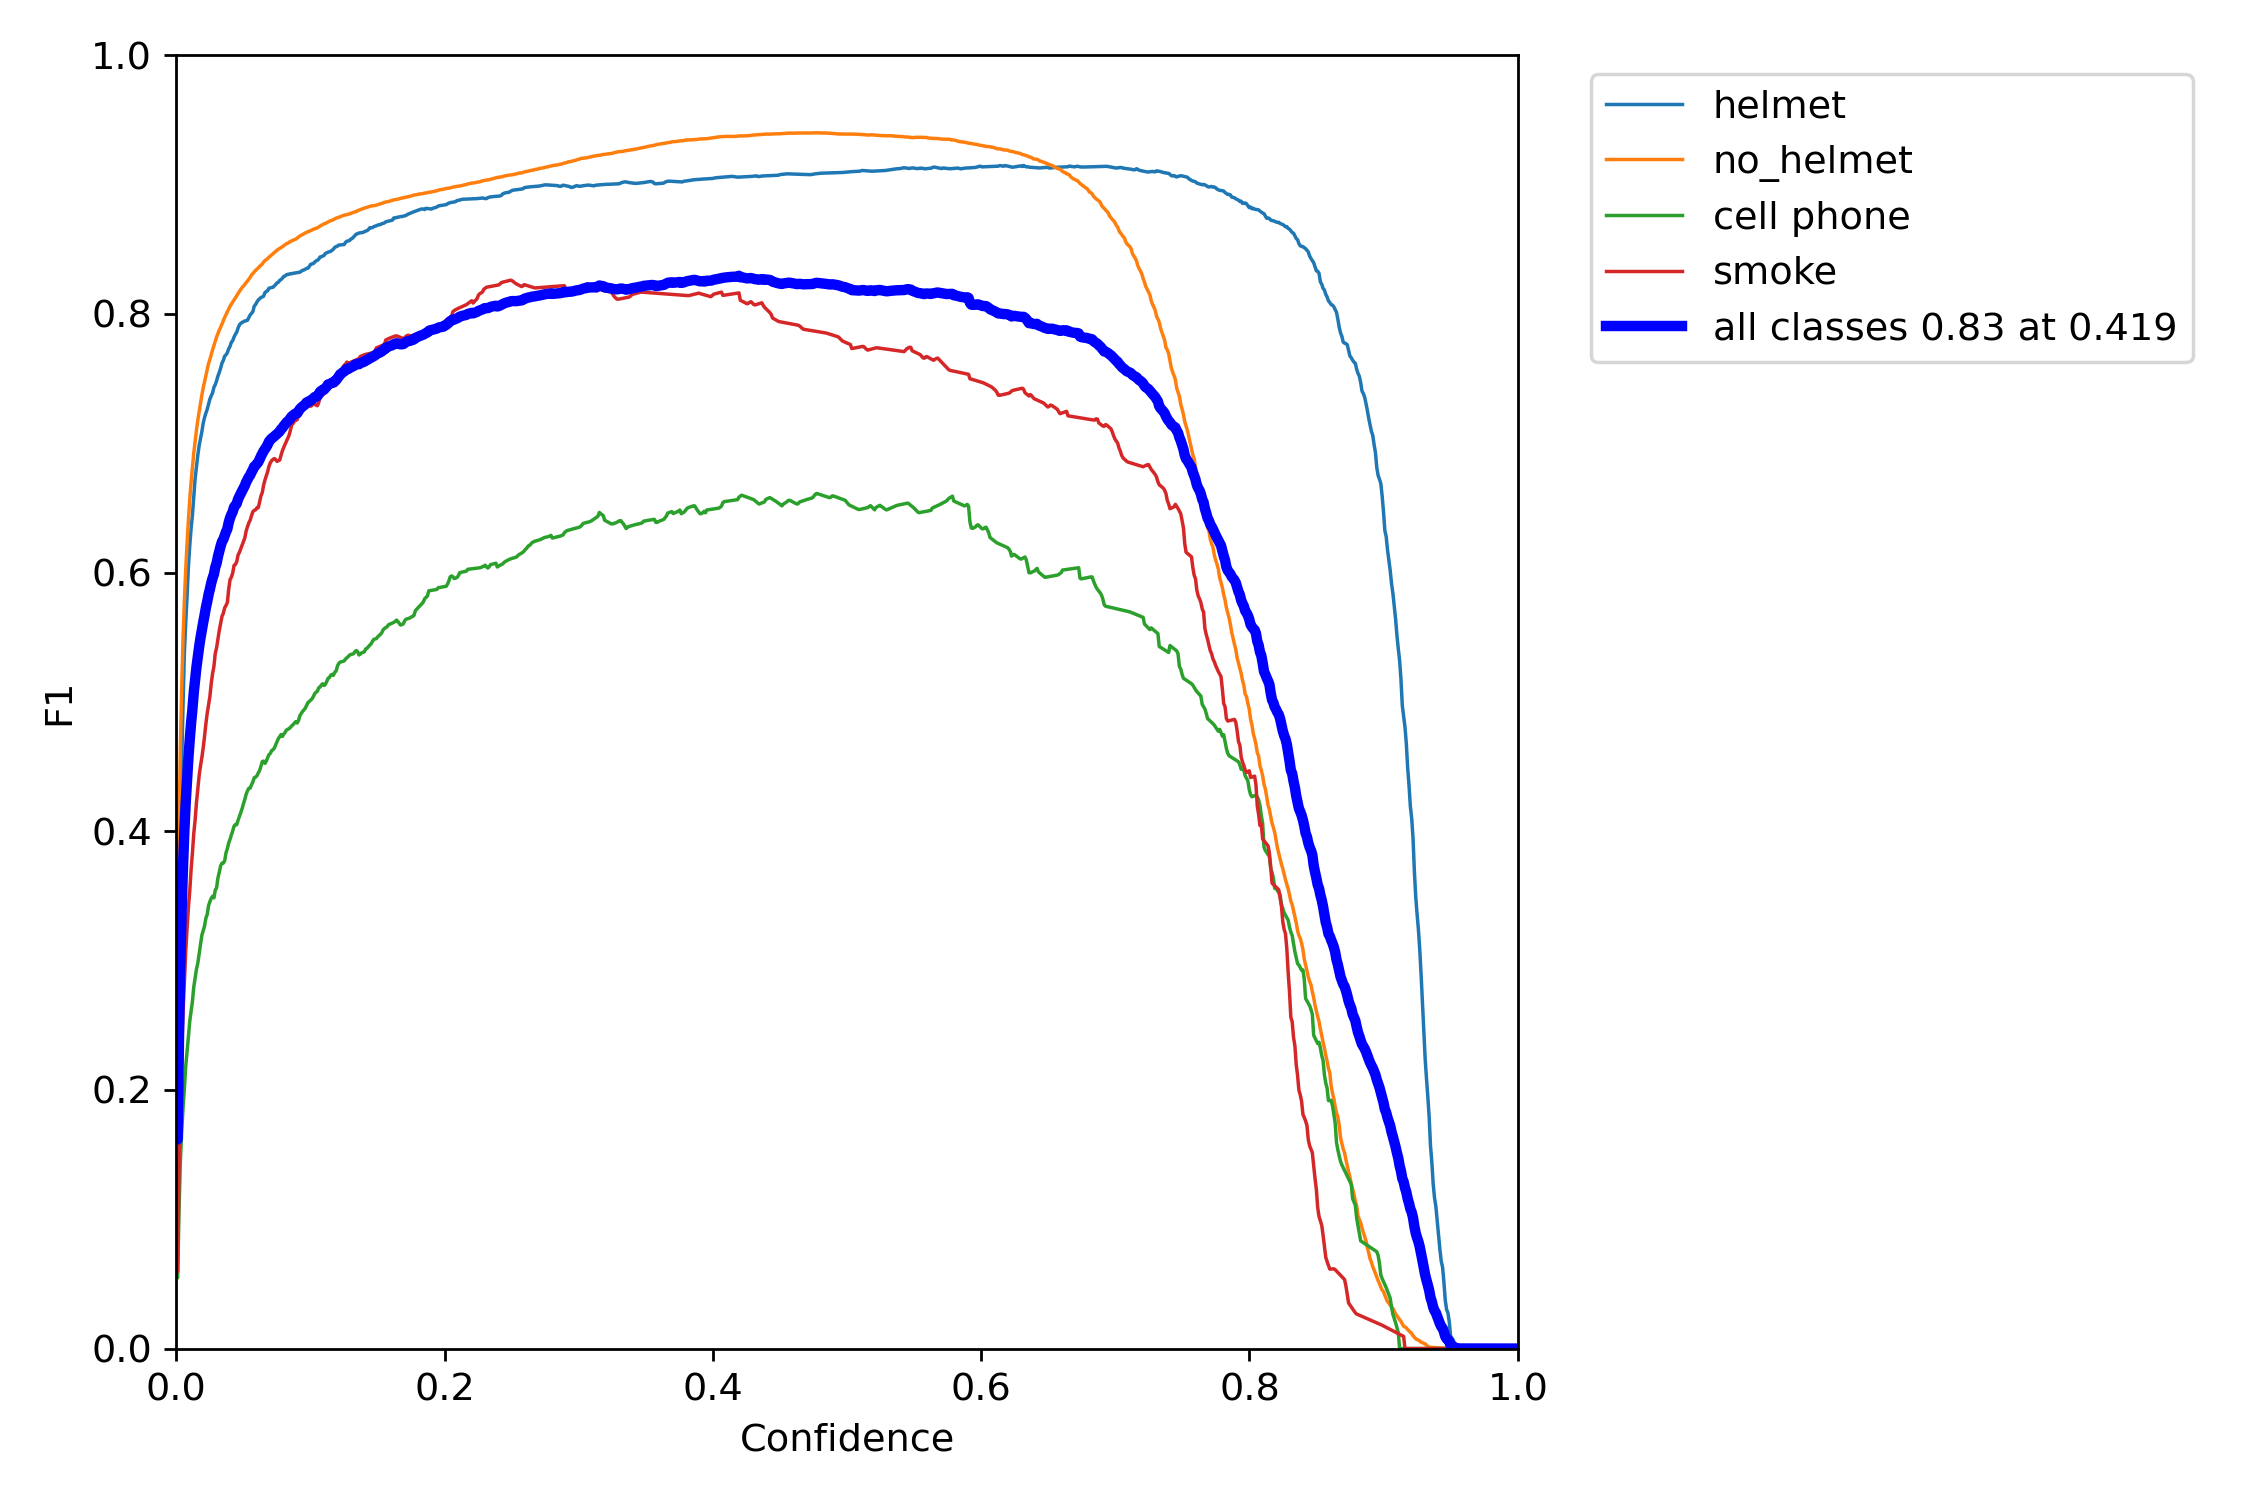 1.0
0.8
0.6
0.4
0.2
0.0
F1
0.0 0.2 0.4 0.6 0.8 1.0
Confidence
helmet
no_helmet
cell phone
smoke
all classes 0.83 at 0.419